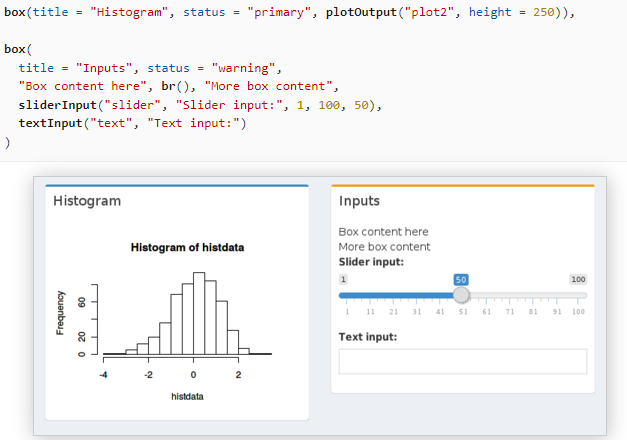 box(title = "Histogram", status = "primary", plotOutput("plot2", height = 250)),
box(
title = "Inputs", status = "warning",
"Box content here", br(), "More box content",
sliderInput("slider", "Slider input:", 1, 100, 50),
textInput("text", "Text input:")
)
Histogram
Histogram of histdata
Frequency
60
20
0
-4 -2 0 2
histdata
Inputs
Box content here
More box content
Slider input:
1 50 100
1 11 21 31 41 51 61 71 81 91 100
Text input: